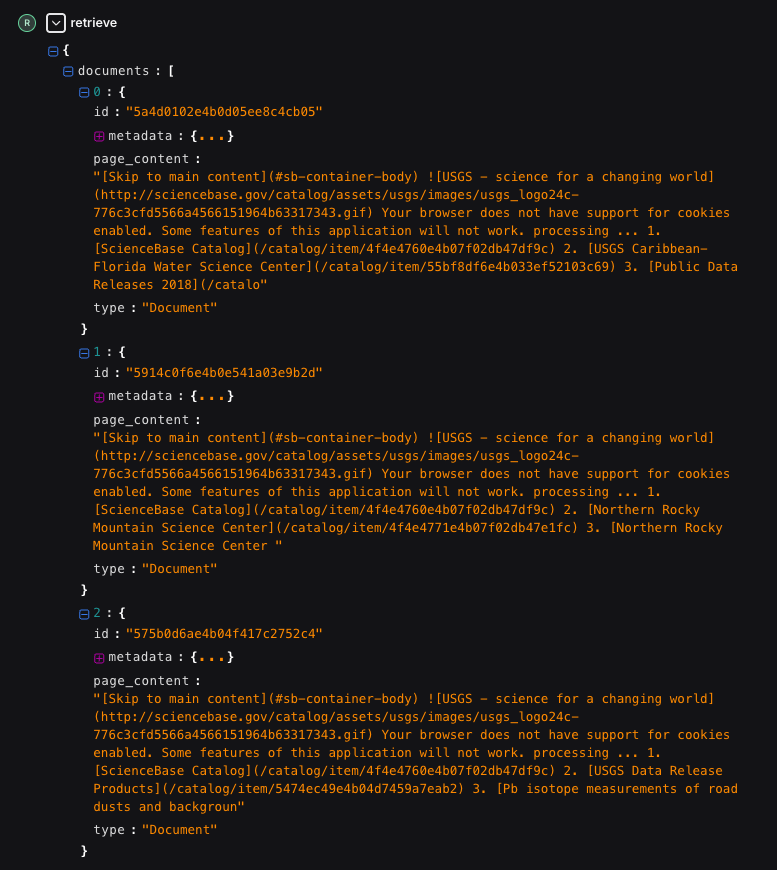 R retrieve
{
documents : [
0 : {
id : "5a4d0102e4b0d05ee8c4cb05"
metadata : {...}
page_content :
"[Skip to main content](#sb-container-body) ![USGS - science for a changing world]
(http://sciencebase.gov/catalog/assets/usgs/images/usgs_logo24c-
776c3cfd5566a4566151964b63317343.gif) Your browser does not have support for cookies
enabled. Some features of this application will not work. processing ... 1.
[ScienceBase Catalog](/catalog/item/4f4e4760e4b07f02db47df9c) 2. [USGS Caribbean-
Florida Water Science Center](/catalog/item/55bf8df6e4b033ef52103c69) 3. [Public Data
Releases 2018](/catalo"
type : "Document"
}
1 : {
id : "5914c0f6e4b0e541a03e9b2d"
metadata : {...}
page_content :
"[Skip to main content](#sb-container-body) ![USGS - science for a changing world]
(http://sciencebase.gov/catalog/assets/usgs/images/usgs_logo24c-
776c3cfd5566a4566151964b63317343.gif) Your browser does not have support for cookies
enabled. Some features of this application will not work. processing ... 1.
[ScienceBase Catalog](/catalog/item/4f4e4760e4b07f02db47df9c) 2. [Northern Rocky
Mountain Science Center](/catalog/item/4f4e4771e4b07f02db47e1fc) 3. [Northern Rocky
Mountain Science Center "
type : "Document"
}
2 : {
id : "575b0d6ae4b04f417c2752c4"
metadata : {...}
page_content :
"[Skip to main content](#sb-container-body) ![USGS - science for a changing world]
(http://sciencebase.gov/catalog/assets/usgs/images/usgs_logo24c-
776c3cfd5566a4566151964b63317343.gif) Your browser does not have support for cookies
enabled. Some features of this application will not work. processing ... 1.
[ScienceBase Catalog](/catalog/item/4f4e4760e4b07f02db47df9c) 2. [USGS Data Release
Products](/catalog/item/5474ec49e4b04d7459a7eab2) 3. [Pb isotope measurements of road
dusts and backgroun"
type : "Document"
}